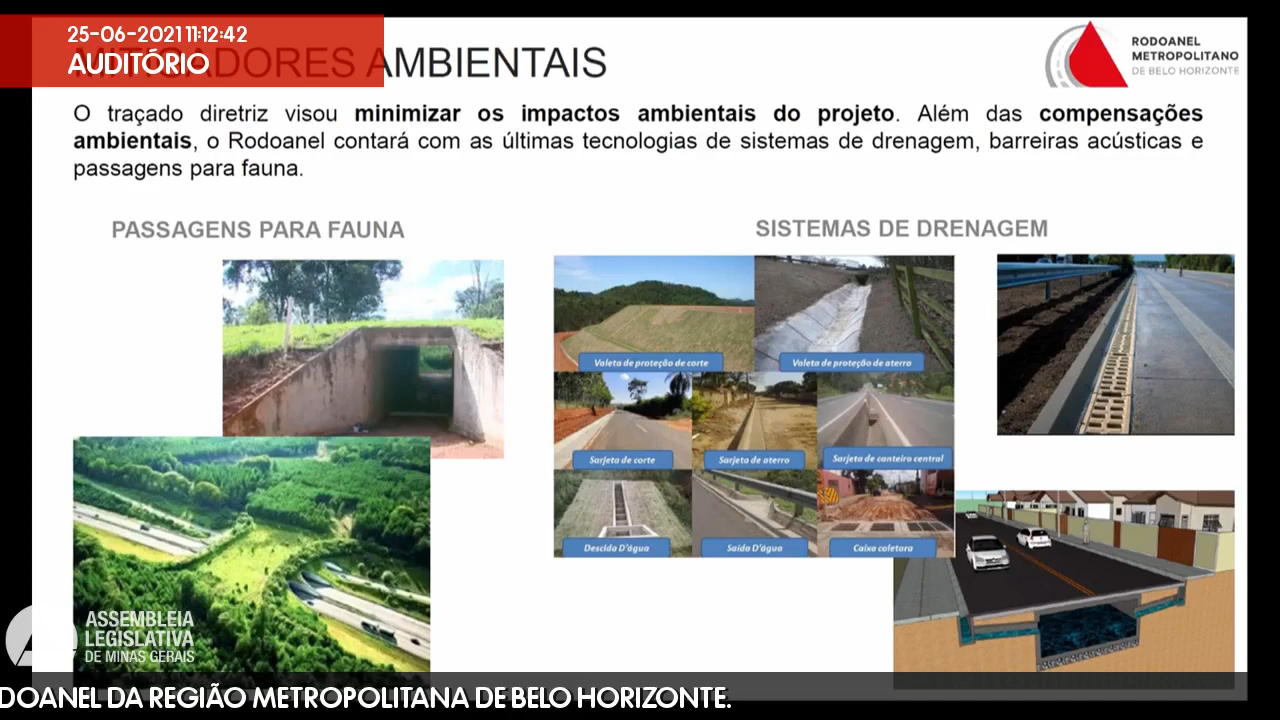 25-06-2021 11:12:42
AUDITÓRIO
MITIGADORES AMBIENTAIS
RODOANEL
METROPOLITANO
DE BELO HORIZONTE
O traçado diretriz visou minimizar os impactos ambientais do projeto. Além das compensações
ambientais, o Rodoanel contará com as últimas tecnologias de sistemas de drenagem, barreiras acústicas e
passagens para fauna.
PASSAGENS PARA FAUNA
SISTEMAS DE DRENAGEM
Valeta de proteção de corte
Valeta de proteção de aterro
Sarjeta de corte
Sarjeta de aterro
Sarjeta de canteiro central
Descida D'água
Saída D'água
Caixa coletora
ASSEMBLEIA
LEGISLATIVA
DE MINAS GERAIS
DOANEL DA REGIÃO METROPOLITANA DE BELO HORIZONTE.